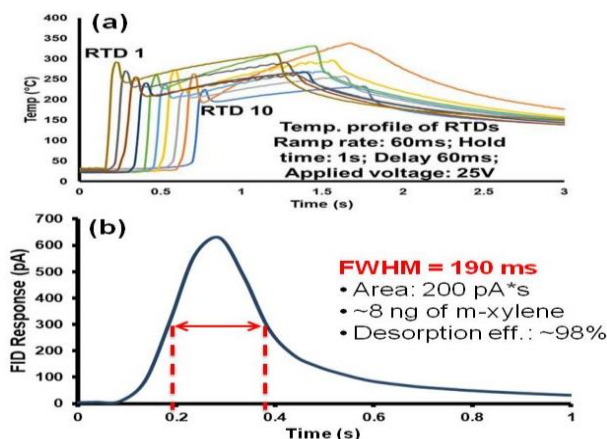 (a)
400
350
300
250
200
150
100
50
0
Temp (°C)
RTD 1
RTD 10
Temp. profile of RTDs
Ramp rate: 60ms; Hold
time: 1s; Delay 60ms;
Applied voltage: 25V
0 0.5 1 1.5 2 2.5 3
Time (s)
(b)
700
600
500
400
300
200
100
0
FID Response (pA)
FWHM = 190 ms
• Area: 200 pA*s
• ~8 ng of m-xylene
• Desorption eff.: ~98%
0 0.2 0.4 0.6 0.8 1
Time (s)